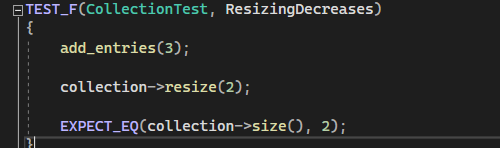 TEST_F(CollectionTest, ResizingDecreases)
{
add_entries(3);
collection->resize(2);
EXPECT_EQ(collection->size(), 2);
}